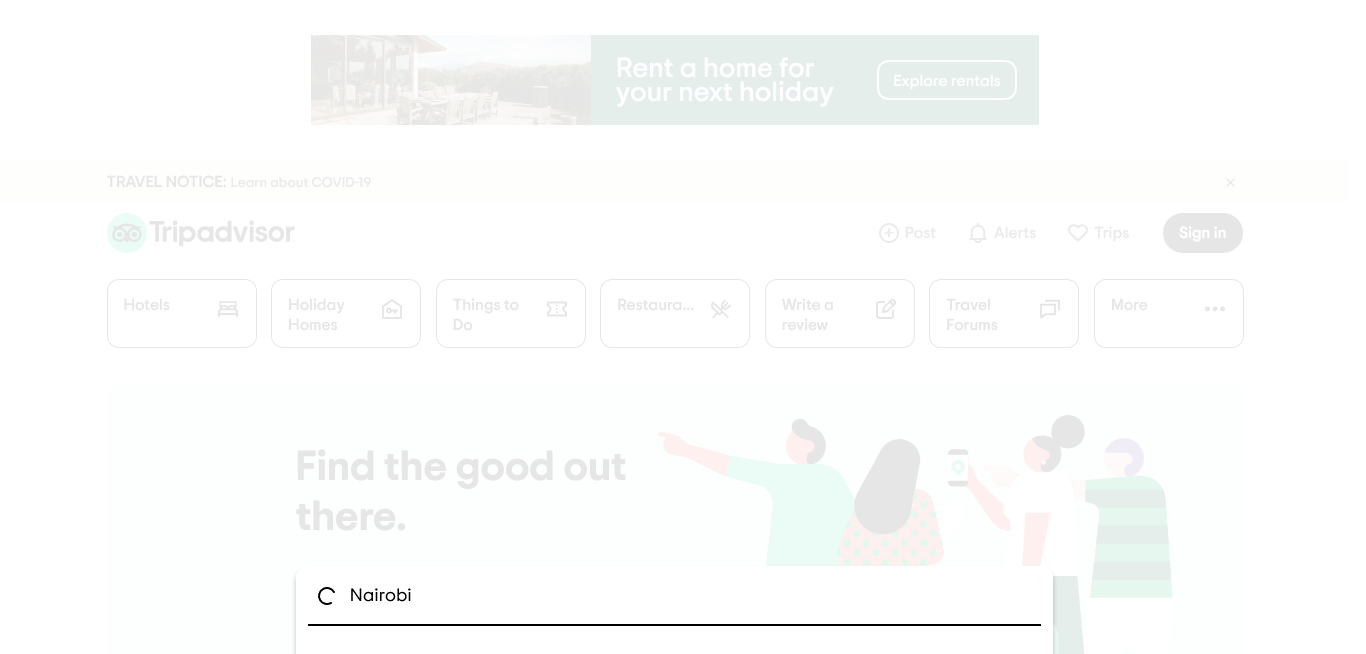 Rent a home for
your next holiday
Explore rentals
TRAVEL NOTICE: Learn about COVID-19
Tripadvisor
Post
Alerts
Trips
Sign in
Hotels
Holiday
Homes
Things to
Do
Restaura...
Write a
review
Travel
Forums
More
Find the good out
there.
Nairobi